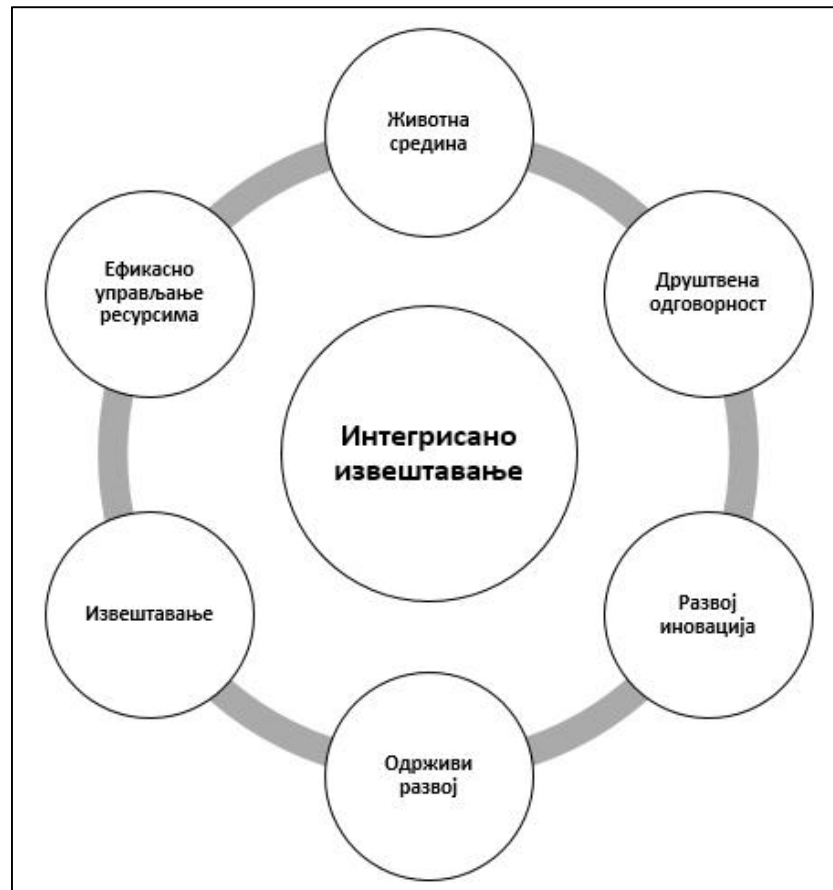 Животна
средина
Ефикасно
управљање
ресурсима
Друштвена
одговорност
Интегрисано
извештавање
Извештавање
Развој
иновација
Одрживи
развој